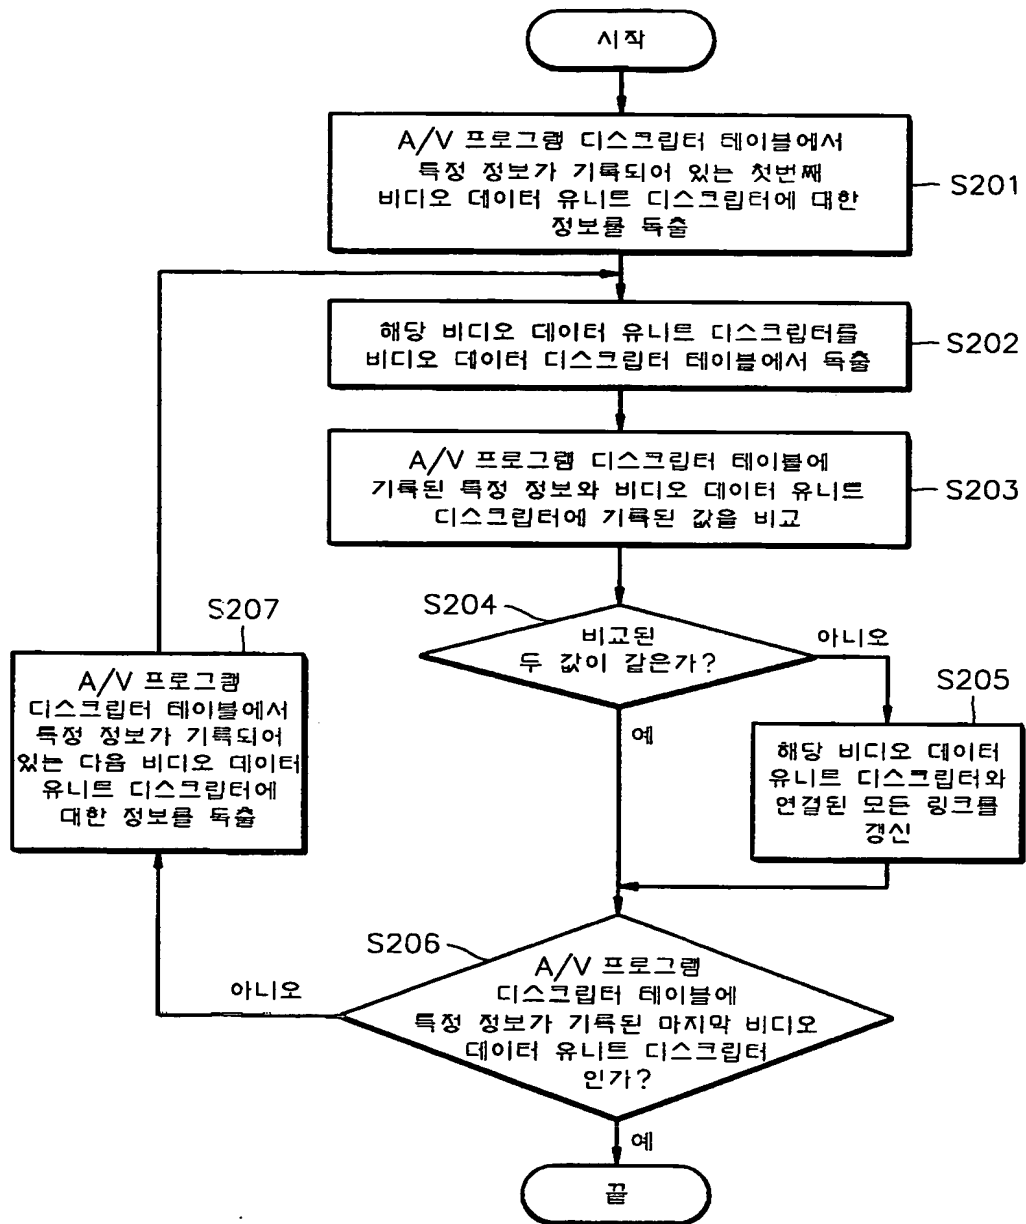 시작
A/V 프로그램 디스크립터 테이블에서
특정 정보가 기록되어 있는 첫번째
비디오 데이터 유니트 디스크립터에 대한
정보를 독출
S201
해당 비디오 데이터 유니트 디스크립터를
비디오 데이터 디스크립터 테이블에서 독출
S202
A/V 프로그램 디스크립터 테이블에
기록된 특정 정보와 비디오 데이터 유니트
디스크립터에 기록된 값을 비교
S203
S204
비교된
두 값이 같은가?
아니오
예
S205
해당 비디오 데이터
유니트 디스크립터와
연결된 모든 링크를
갱신
S207
A/V 프로그램
디스크립터 테이블에서
특정 정보가 기록되어
있는 다음 비디오 데이터
유니트 디스크립터에
대한 정보를 독출
S206
A/V 프로그램
디스크립터 테이블에
특정 정보가 기록된 마지막 비디오
데이터 유니트 디스크립터
인가?
아니오
예
끝